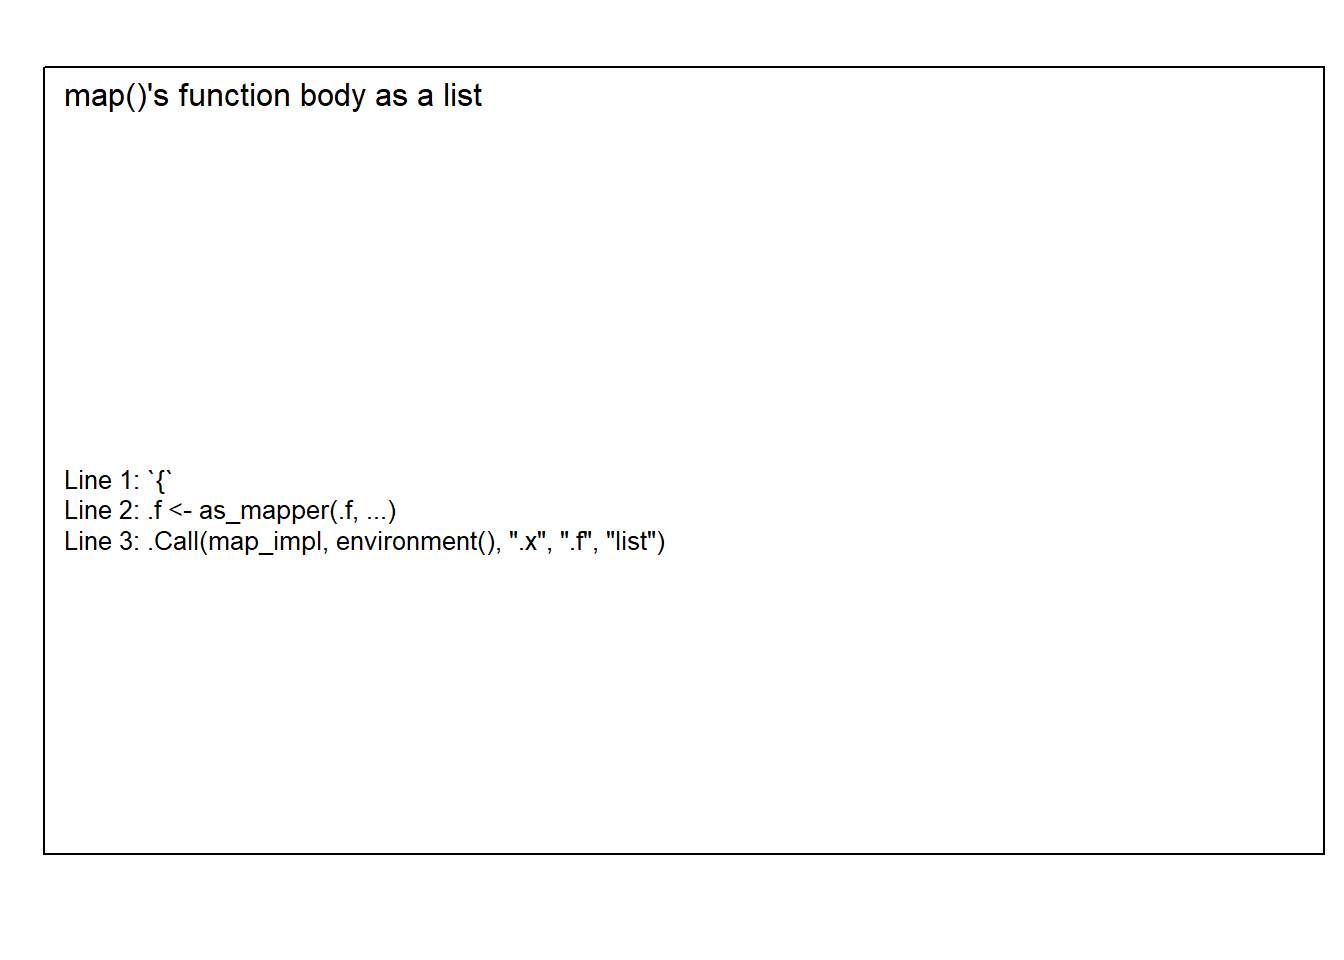 map()'s function body as a list
Line 1: `{`
Line 2: .f <- as_mapper(.f, ...)
Line 3: .Call(map_impl, environment(), ".x", ".f", "list")